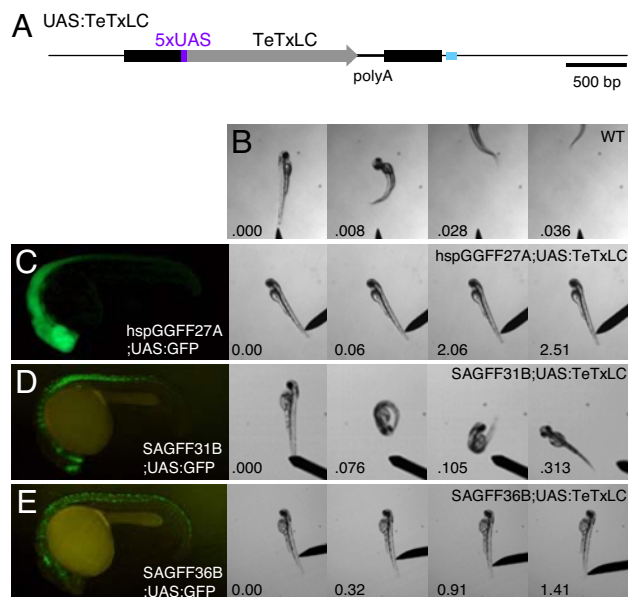 A UAS:TeTxLC
5xUAS TeTxLC
polyA
500 bp
B WT
.000 .008 .028 .036
C hspGGFF27A;UAS:TeTxLC
hspGGFF27A
;UAS:GFP
0.00 0.06 2.06 2.51
D SAGFF31B;UAS:TeTxLC
SAGFF31B
;UAS:GFP
.000 .076 .105 .313
E SAGFF36B;UAS:TeTxLC
SAGFF36B
;UAS:GFP
0.00 0.32 0.91 1.41